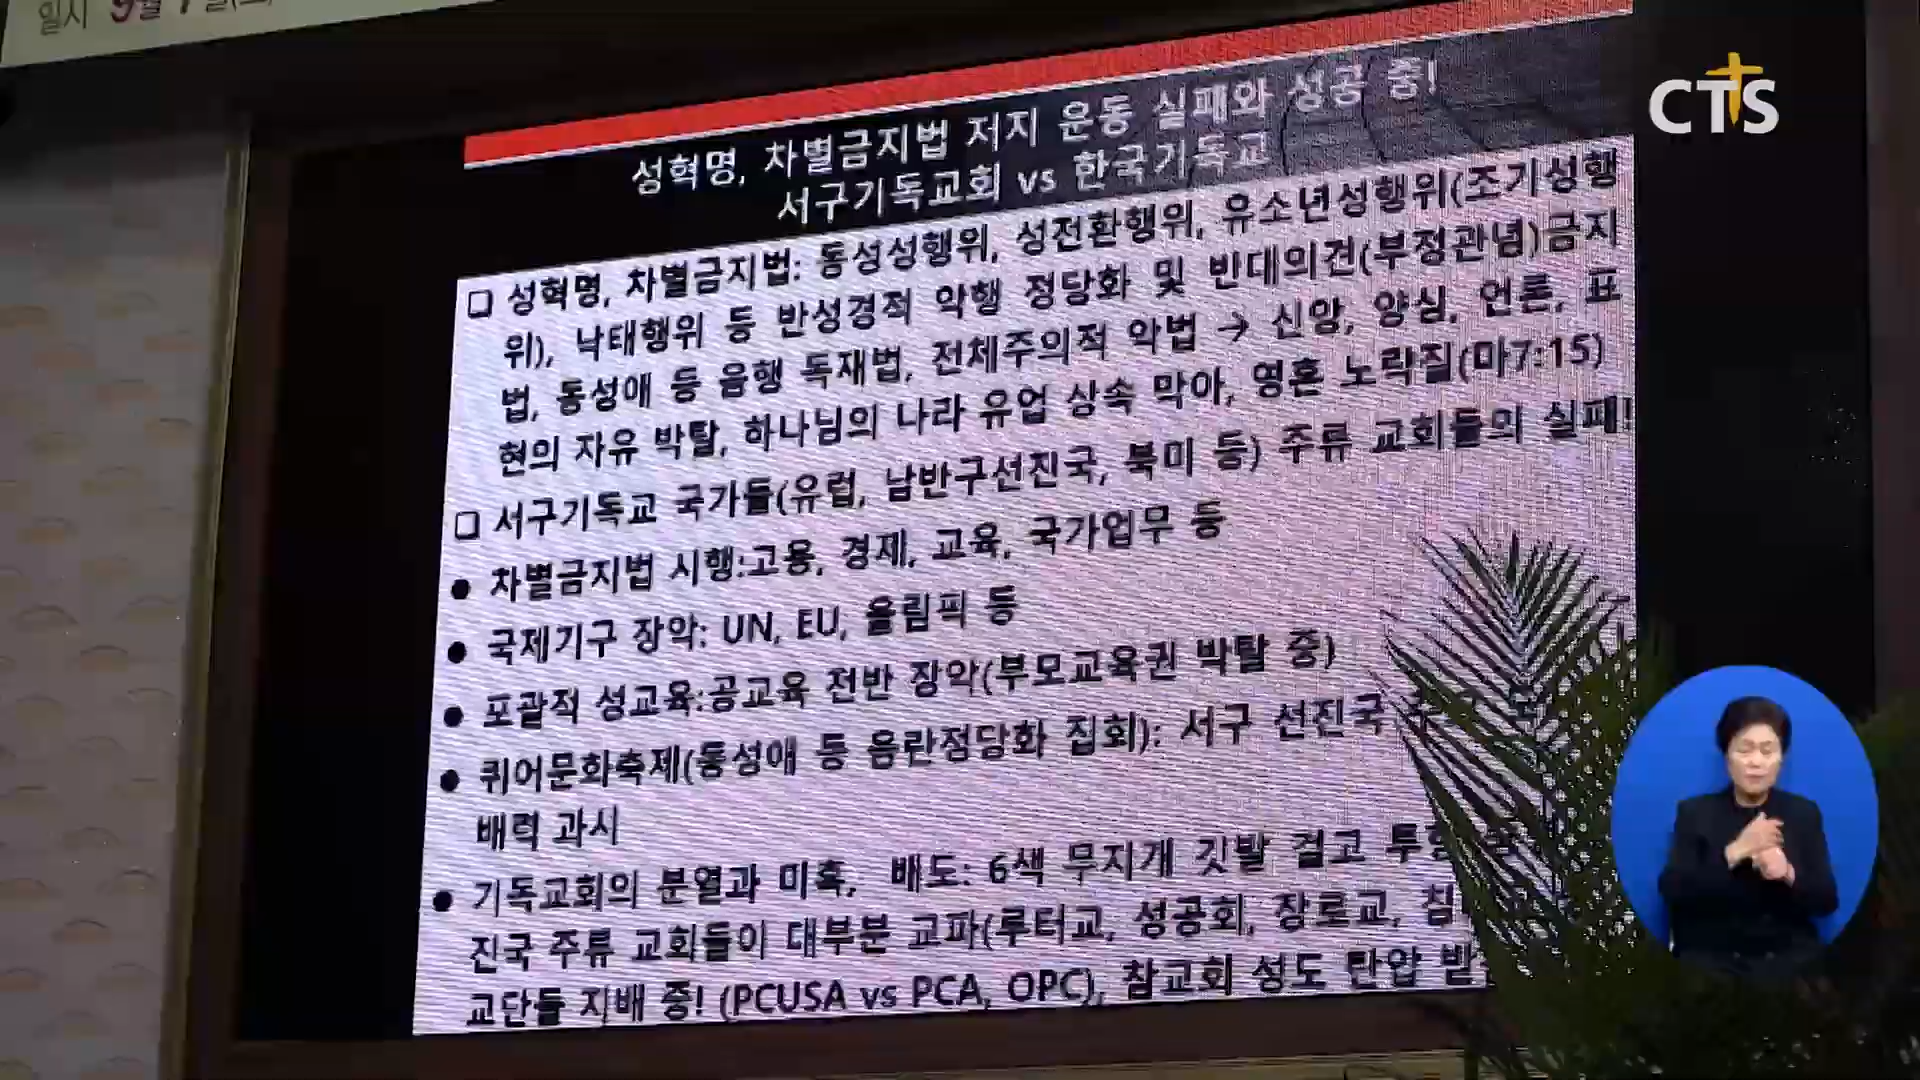 일시 9월 7일
CTS
성혁명, 차별금지법 저지 운동 실패와 성공 중!
서구기독교회 vs 한국기독교
❑ 성혁명, 차별금지법: 동성성행위, 성전환행위, 유소년성행위(조기성행
위), 낙태행위 등 반성경적 악행 정당화 및 반대의견(부정관념)금지
법, 동성애 등 음행 독재법, 전체주의적 악법 → 신앙, 양심, 언론, 표
현의 자유 박탈, 하나님의 나라 유업 상속 막아, 영혼 노략질(마7:15)
❑ 서구기독교 국가들(유럽, 남반구선진국, 북미 등) 주류 교회들의 실패!
● 차별금지법 시행:고용, 경제, 교육, 국가업무 등
● 국제기구 장악: UN, EU, 올림픽 등
● 포괄적 성교육:공교육 전반 장악(부모교육권 박탈 중)
● 퀴어문화축제(동성애 등 음란정당화 집회): 서구 선진국
배력 과시
● 기독교회의 분열과 미혹, 배도: 6색 무지개 깃발 걸고
진국 주류 교회들이 대부분 교파(루터교, 성공회, 장로교,
교단들 지배 중! (PCUSA vs PCA, OPC), 참교회 성도 탄압